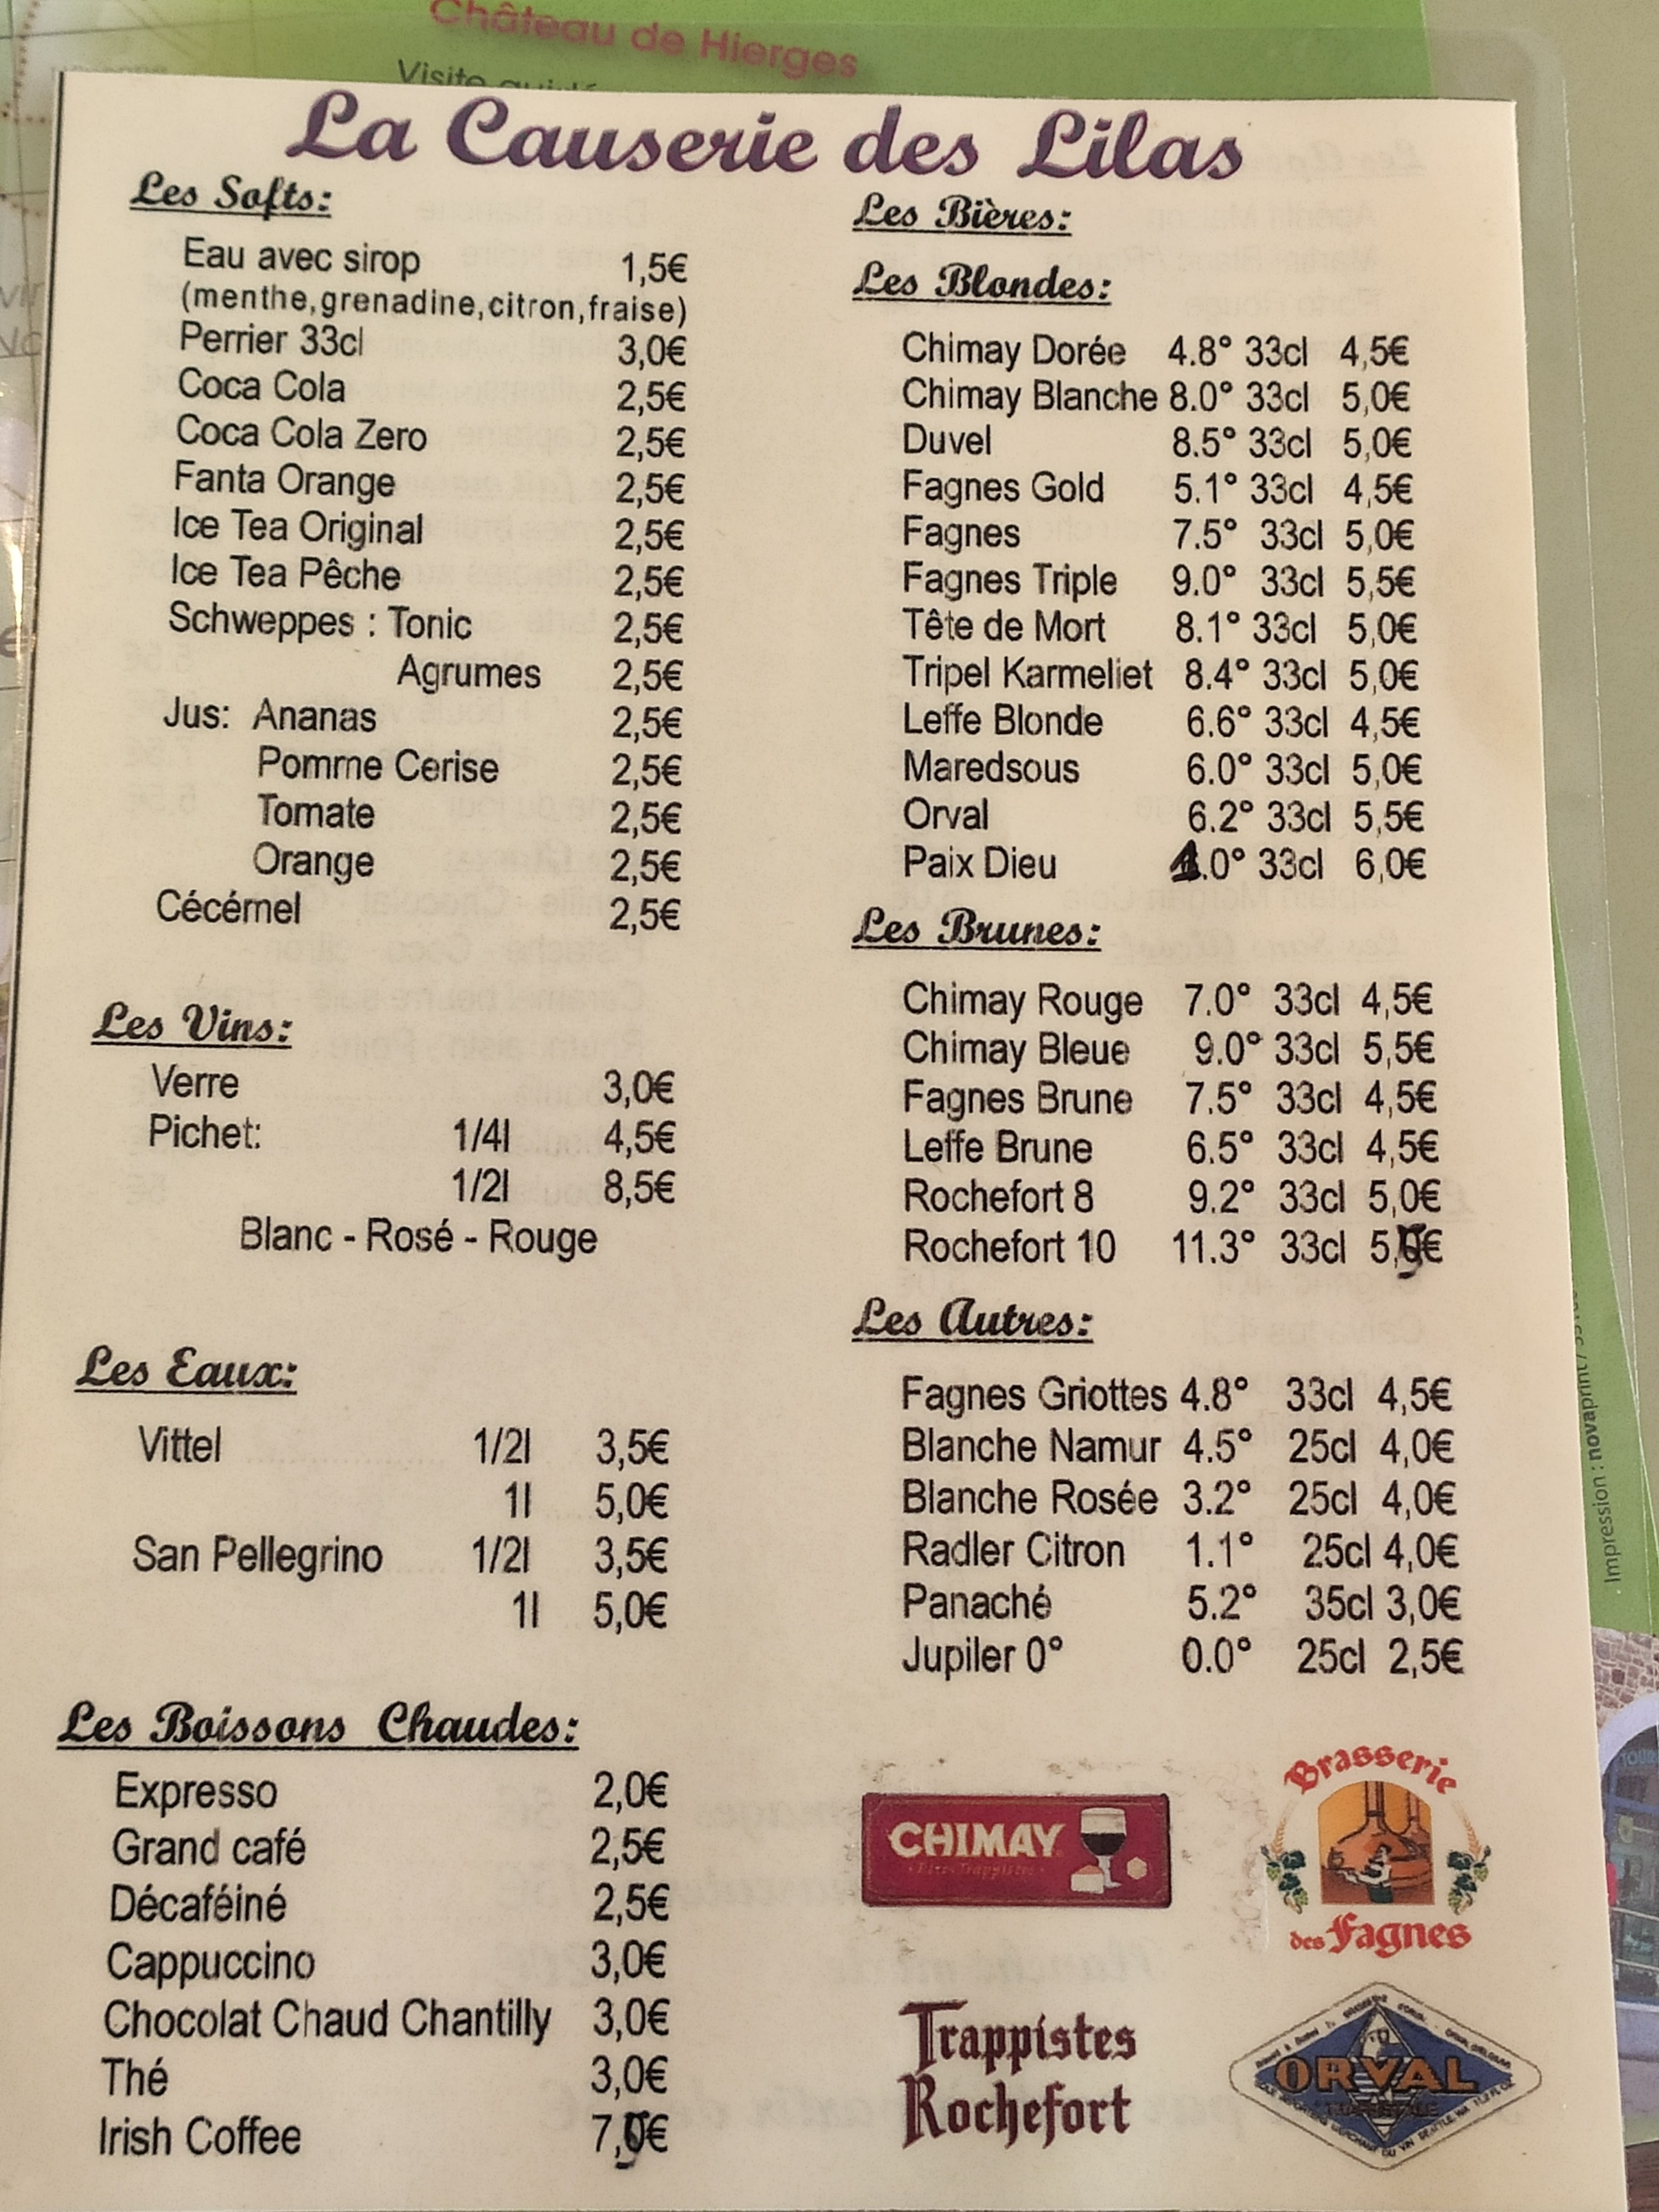 Château de Hierges
La Causerie des Lilas
Les Softs:
Eau avec sirop 1,5€
(menthe,grenadine,citron,fraise)
Perrier 33cl 3,0€
Coca Cola 2,5€
Coca Cola Zero 2,5€
Fanta Orange 2,5€
Ice Tea Original 2,5€
Ice Tea Pêche 2,5€
Schweppes : Tonic 2,5€
Agrumes 2,5€
Jus: Ananas 2,5€
Pomme Cerise 2,5€
Tomate 2,5€
Orange 2,5€
Cécémel 2,5€
Les Vins:
Verre 3,0€
Pichet: 1/4l 4,5€
1/2l 8,5€
Blanc - Rosé - Rouge
Les Eaux:
Vittel 1/2l 3,5€
1l 5,0€
San Pellegrino 1/2l 3,5€
1l 5,0€
Les Boissons Chaudes:
Expresso 2,0€
Grand café 2,5€
Décaféiné 2,5€
Cappuccino 3,0€
Chocolat Chaud Chantilly 3,0€
Thé 3,0€
Irish Coffee 7,5€
Les Bières:
Les Blondes:
Chimay Dorée 4.8° 33cl 4,5€
Chimay Blanche 8.0° 33cl 5,0€
Duvel 8.5° 33cl 5,0€
Fagnes Gold 5.1° 33cl 4,5€
Fagnes 7.5° 33cl 5,0€
Fagnes Triple 9.0° 33cl 5,5€
Tête de Mort 8.1° 33cl 5,0€
Tripel Karmeliet 8.4° 33cl 5,0€
Leffe Blonde 6.6° 33cl 4,5€
Maredsous 6.0° 33cl 5,0€
Orval 6.2° 33cl 5,5€
Paix Dieu 33cl 6,0€
Les Brunes:
Chimay Rouge 7.0° 33cl 4,5€
Chimay Bleue 9.0° 33cl 5,5€
Fagnes Brune 7.5° 33cl 4,5€
Leffe Brune 6.5° 33cl 4,5€
Rochefort 8 9.2° 33cl 5,0€
Rochefort 10 11.3° 33cl 5,5€
Les Autres:
Fagnes Griottes 4.8° 33cl 4,5€
Blanche Namur 4.5° 25cl 4,0€
Blanche Rosée 3.2° 25cl 4,0€
Radler Citron 1.1° 25cl 4,0€
Panaché 5.2° 35cl 3,0€
Jupiler 0° 0.0° 25cl 2,5€
CHIMAY
Pères Trappistes
Brasserie
des Fagnes
Trappistes
Rochefort
ORVAL
Impression : novaprint /